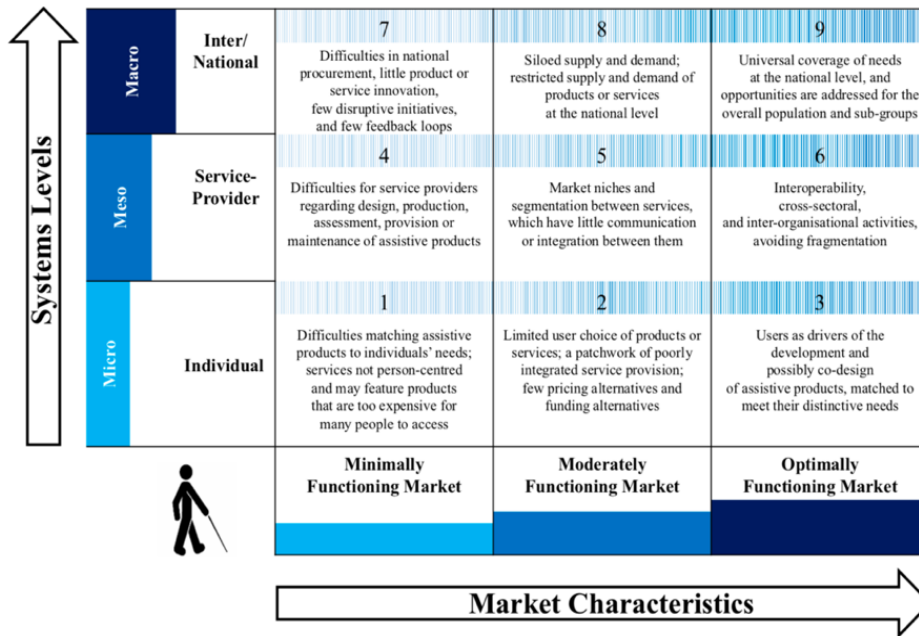 Systems Levels
Macro
Inter/
National
7
Difficulties in national
procurement, little product or
service innovation,
few disruptive initiatives,
and few feedback loops
8
Siloed supply and demand;
restricted supply and demand of
products or services
at the national level
9
Universal coverage of needs
at the national level, and
opportunities are addressed for the
overall population and sub-groups
Meso
Service-
Provider
4
Difficulties for service providers
regarding design, production,
assessment, provision or
maintenance of assistive products
5
Market niches and
segmentation between services,
which have little communication
or integration between them
6
Interoperability,
cross-sectoral,
and inter-organisational activities,
avoiding fragmentation
Micro
Individual
1
Difficulties matching assistive
products to individuals' needs;
services not person-centred
and may feature products
that are too expensive for
many people to access
2
Limited user choice of products or
services; a patchwork of poorly
integrated service provision;
few pricing alternatives and
funding alternatives
3
Users as drivers of the
development and
possibly co-design
of assistive products, matched to
meet their distinctive needs
Minimally
Functioning Market
Moderately
Functioning Market
Optimally
Functioning Market
Market Characteristics